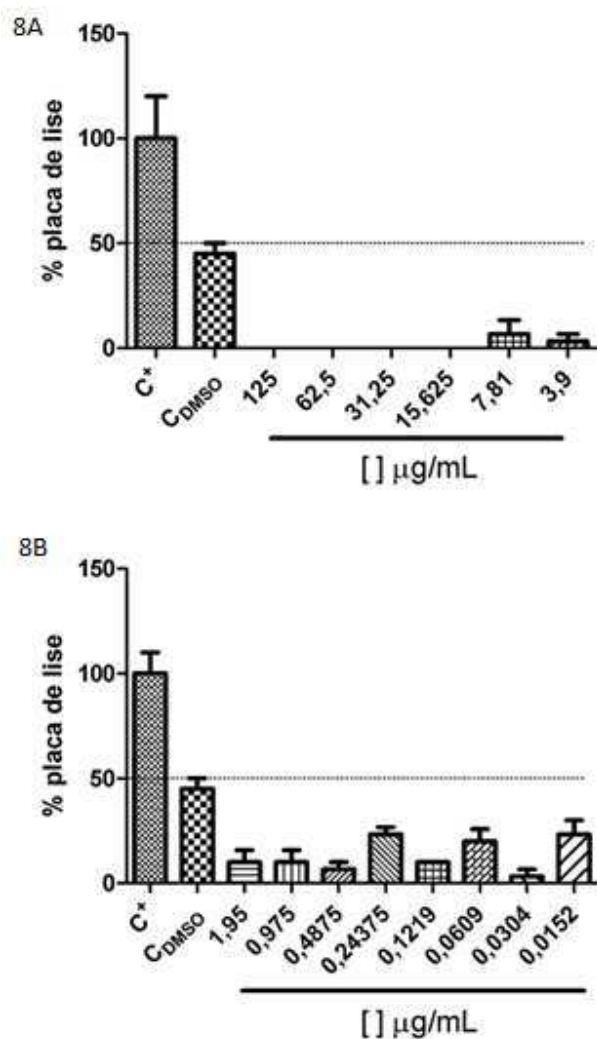 8A
150
100
50
0
% placa de lise
C* CDMSO 125 62,5 31,25 15,625 7,81 3,9
[ ] μg/mL
8B
150
100
50
0
% placa de lise
C* CDMSO 1,95 0,975 0,4875 0,24375 0,1219 0,0609 0,0304 0,0152
[ ] μg/mL